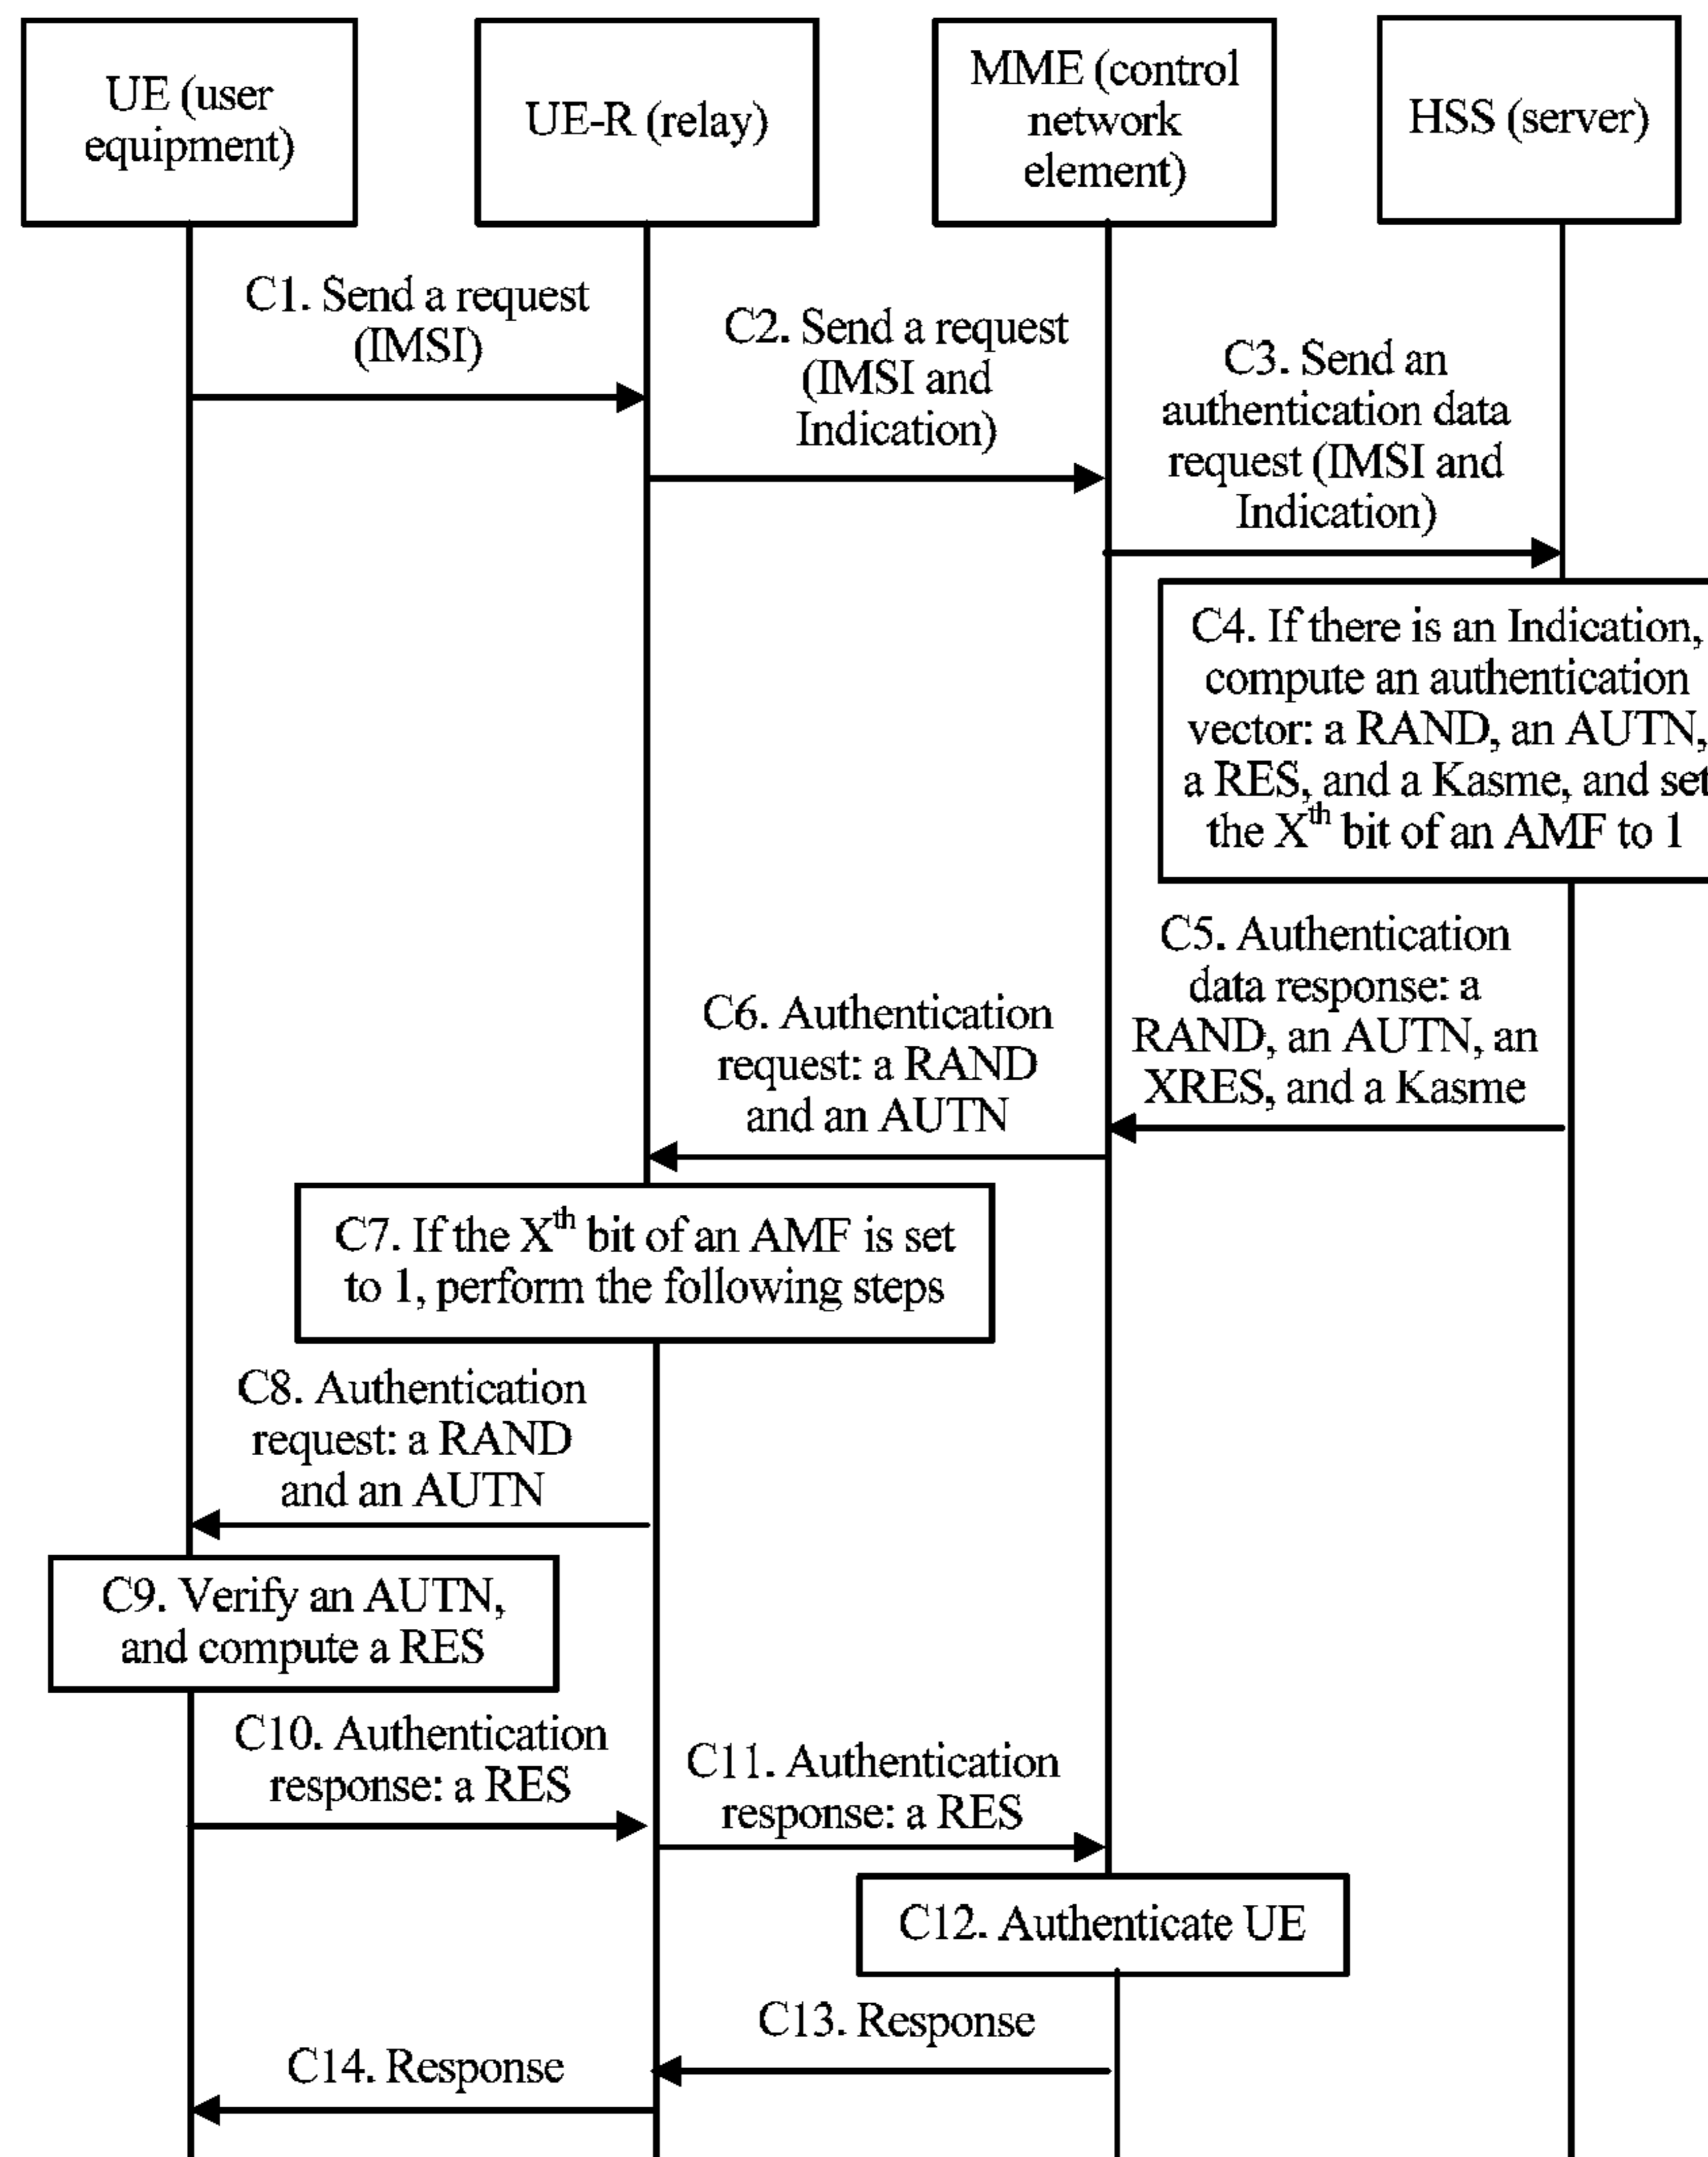 UE (user
equipment)
UE-R (relay)
MME (control
network
element)
HSS (server)
C1. Send a request
(IMSI)
C2. Send a request
(IMSI and
Indication)
C3. Send an
authentication data
request (IMSI and
Indication)
C4. If there is an Indication,
compute an authentication
vector: a RAND, an AUTN,
a RES, and a Kasme, and set
the Xth bit of an AMF to 1
C5. Authentication
data response: a
RAND, an AUTN, an
XRES, and a Kasme
C6. Authentication
request: a RAND
and an AUTN
C7. If the Xth bit of an AMF is set
to 1, perform the following steps
C8. Authentication
request: a RAND
and an AUTN
C9. Verify an AUTN,
and compute a RES
C10. Authentication
response: a RES
C11. Authentication
response: a RES
C12. Authenticate UE
C13. Response
C14. Response